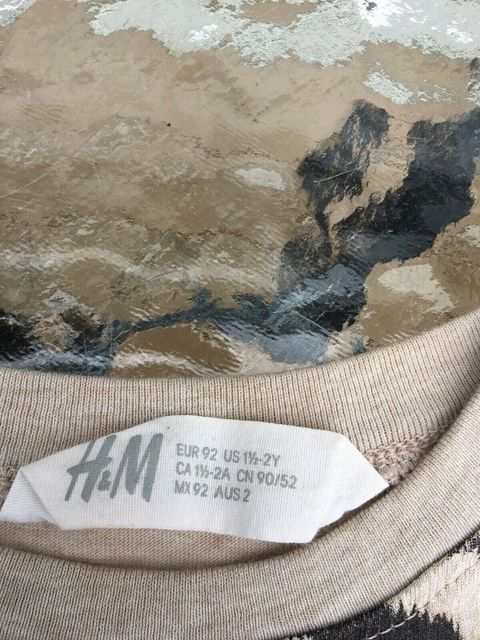 H&M
EUR 92 US 1½-2Y
CA 1½-2A CN 90/52
MX 92 AUS 2